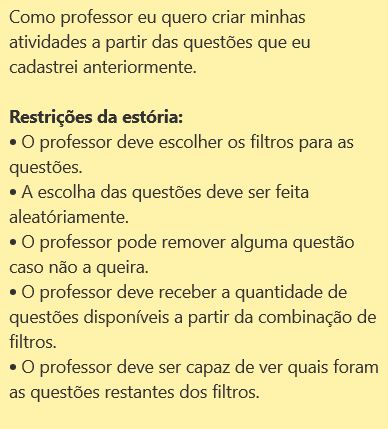 Como professor eu quero criar minhas
atividades a partir das questões que eu
cadastrei anteriormente.
Restrições da estória:
• O professor deve escolher os filtros para as
questões.
• A escolha das questões deve ser feita
aleatóriamente.
• O professor pode remover alguma questão
caso não a queira.
• O professor deve receber a quantidade de
questões disponíveis a partir da combinação de
filtros.
• O professor deve ser capaz de ver quais foram
as questões restantes dos filtros.